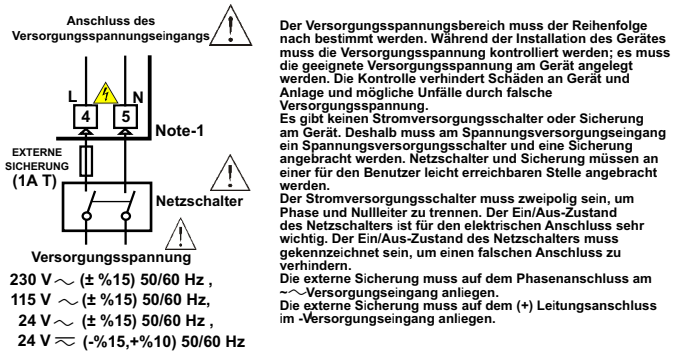 Anschluss des
Versorgungsspannungseingangs
L
N
4
5
Note-1
EXTERNE
SICHERUNG
(1A T)
Netzschalter
Versorgungsspannung
230 V ~ (± %15) 50/60 Hz ,
115 V ~ (± %15) 50/60 Hz,
24 V ~ (± %15) 50/60 Hz ,
24 V ⏦ (-%15,+%10) 50/60 Hz
Der Versorgungsspannungsbereich muss der Reihenfolge
nach bestimmt werden. Während der Installation des Gerätes
muss die Versorgungsspannung kontrolliert werden; es muss
die geeignete Versorgungsspannung am Gerät angelegt
werden. Die Kontrolle verhindert Schäden an Gerät und
Anlage und mögliche Unfälle durch falsche
Versorgungsspannung.
Es gibt keinen Stromversorgungsschalter oder Sicherung
am Gerät. Deshalb muss am Spannungsversorgungseingang
ein Spannungsversorgungsschalter und eine Sicherung
angebracht werden. Netzschalter und Sicherung müssen an
einer für den Benutzer leicht erreichbaren Stelle angebracht
werden.
Der Stromversorgungsschalter muss zweipolig sein, um
Phase und Nullleiter zu trennen. Der Ein/Aus-Zustand
des Netzschalters ist für den elektrischen Anschluss sehr
wichtig. Der Ein/Aus-Zustand des Netzschalters muss
gekennzeichnet sein, um einen falschen Anschluss zu
verhindern.
Die externe Sicherung muss auf dem Phasenanschluss am
~~Versorgungseingang anliegen.
Die externe Sicherung muss auf dem (+) Leitungsanschluss
im -Versorgungseingang anliegen.